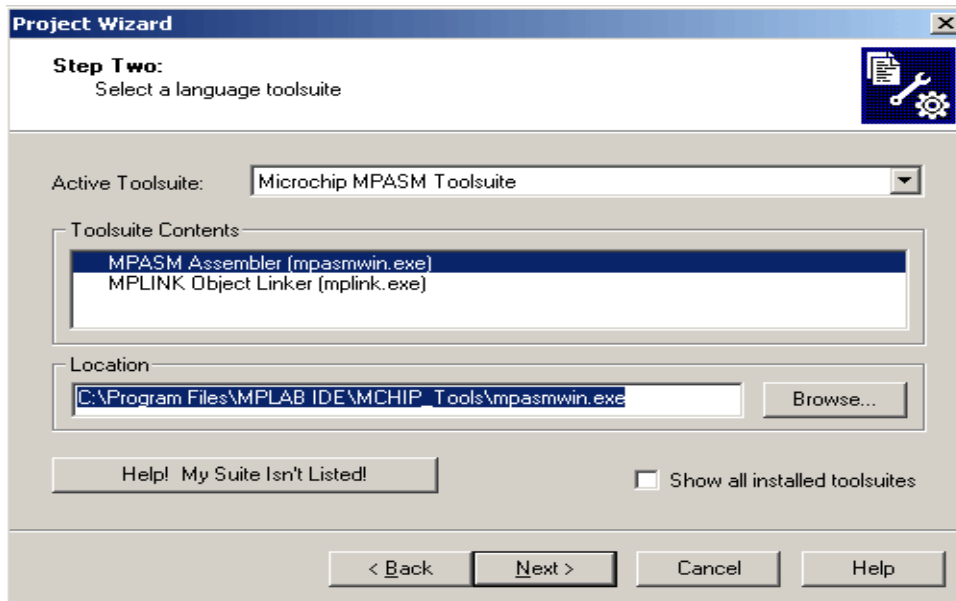 Project Wizard
Step Two:
Select a language toolsuite
Active Toolsuite: Microchip MPASM Toolsuite
Toolsuite Contents
MPASM Assembler (mpasmwin.exe)
MPLINK Object Linker (mplink.exe)
Location
C:\Program Files\MPLAB IDE\MCHIP_Tools\mpasmwin.exe Browse...
Help! My Suite Isn't Listed! Show all installed toolsuites
< Back Next > Cancel Help